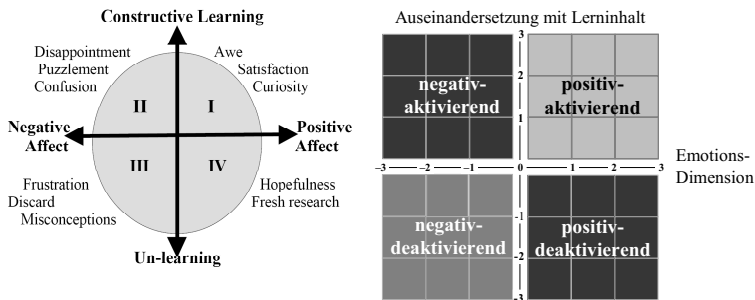 Constructive Learning
Disappointment
Puzzlement
Confusion
Awe
Satisfaction
Curiosity
II
I
Negative
Affect
Positive
Affect
III
IV
Frustration
Discard
Misconceptions
Hopefulness
Fresh research
Un-learning
Auseinandersetzung mit Lerninhalt
3
2
1
negativ-
aktivierend
positiv-
aktivierend
-3 -2 -1 0 1 2 3
Emotions-
Dimension
negativ-
deaktivierend
positiv-
deaktivierend
-1
-2
-3